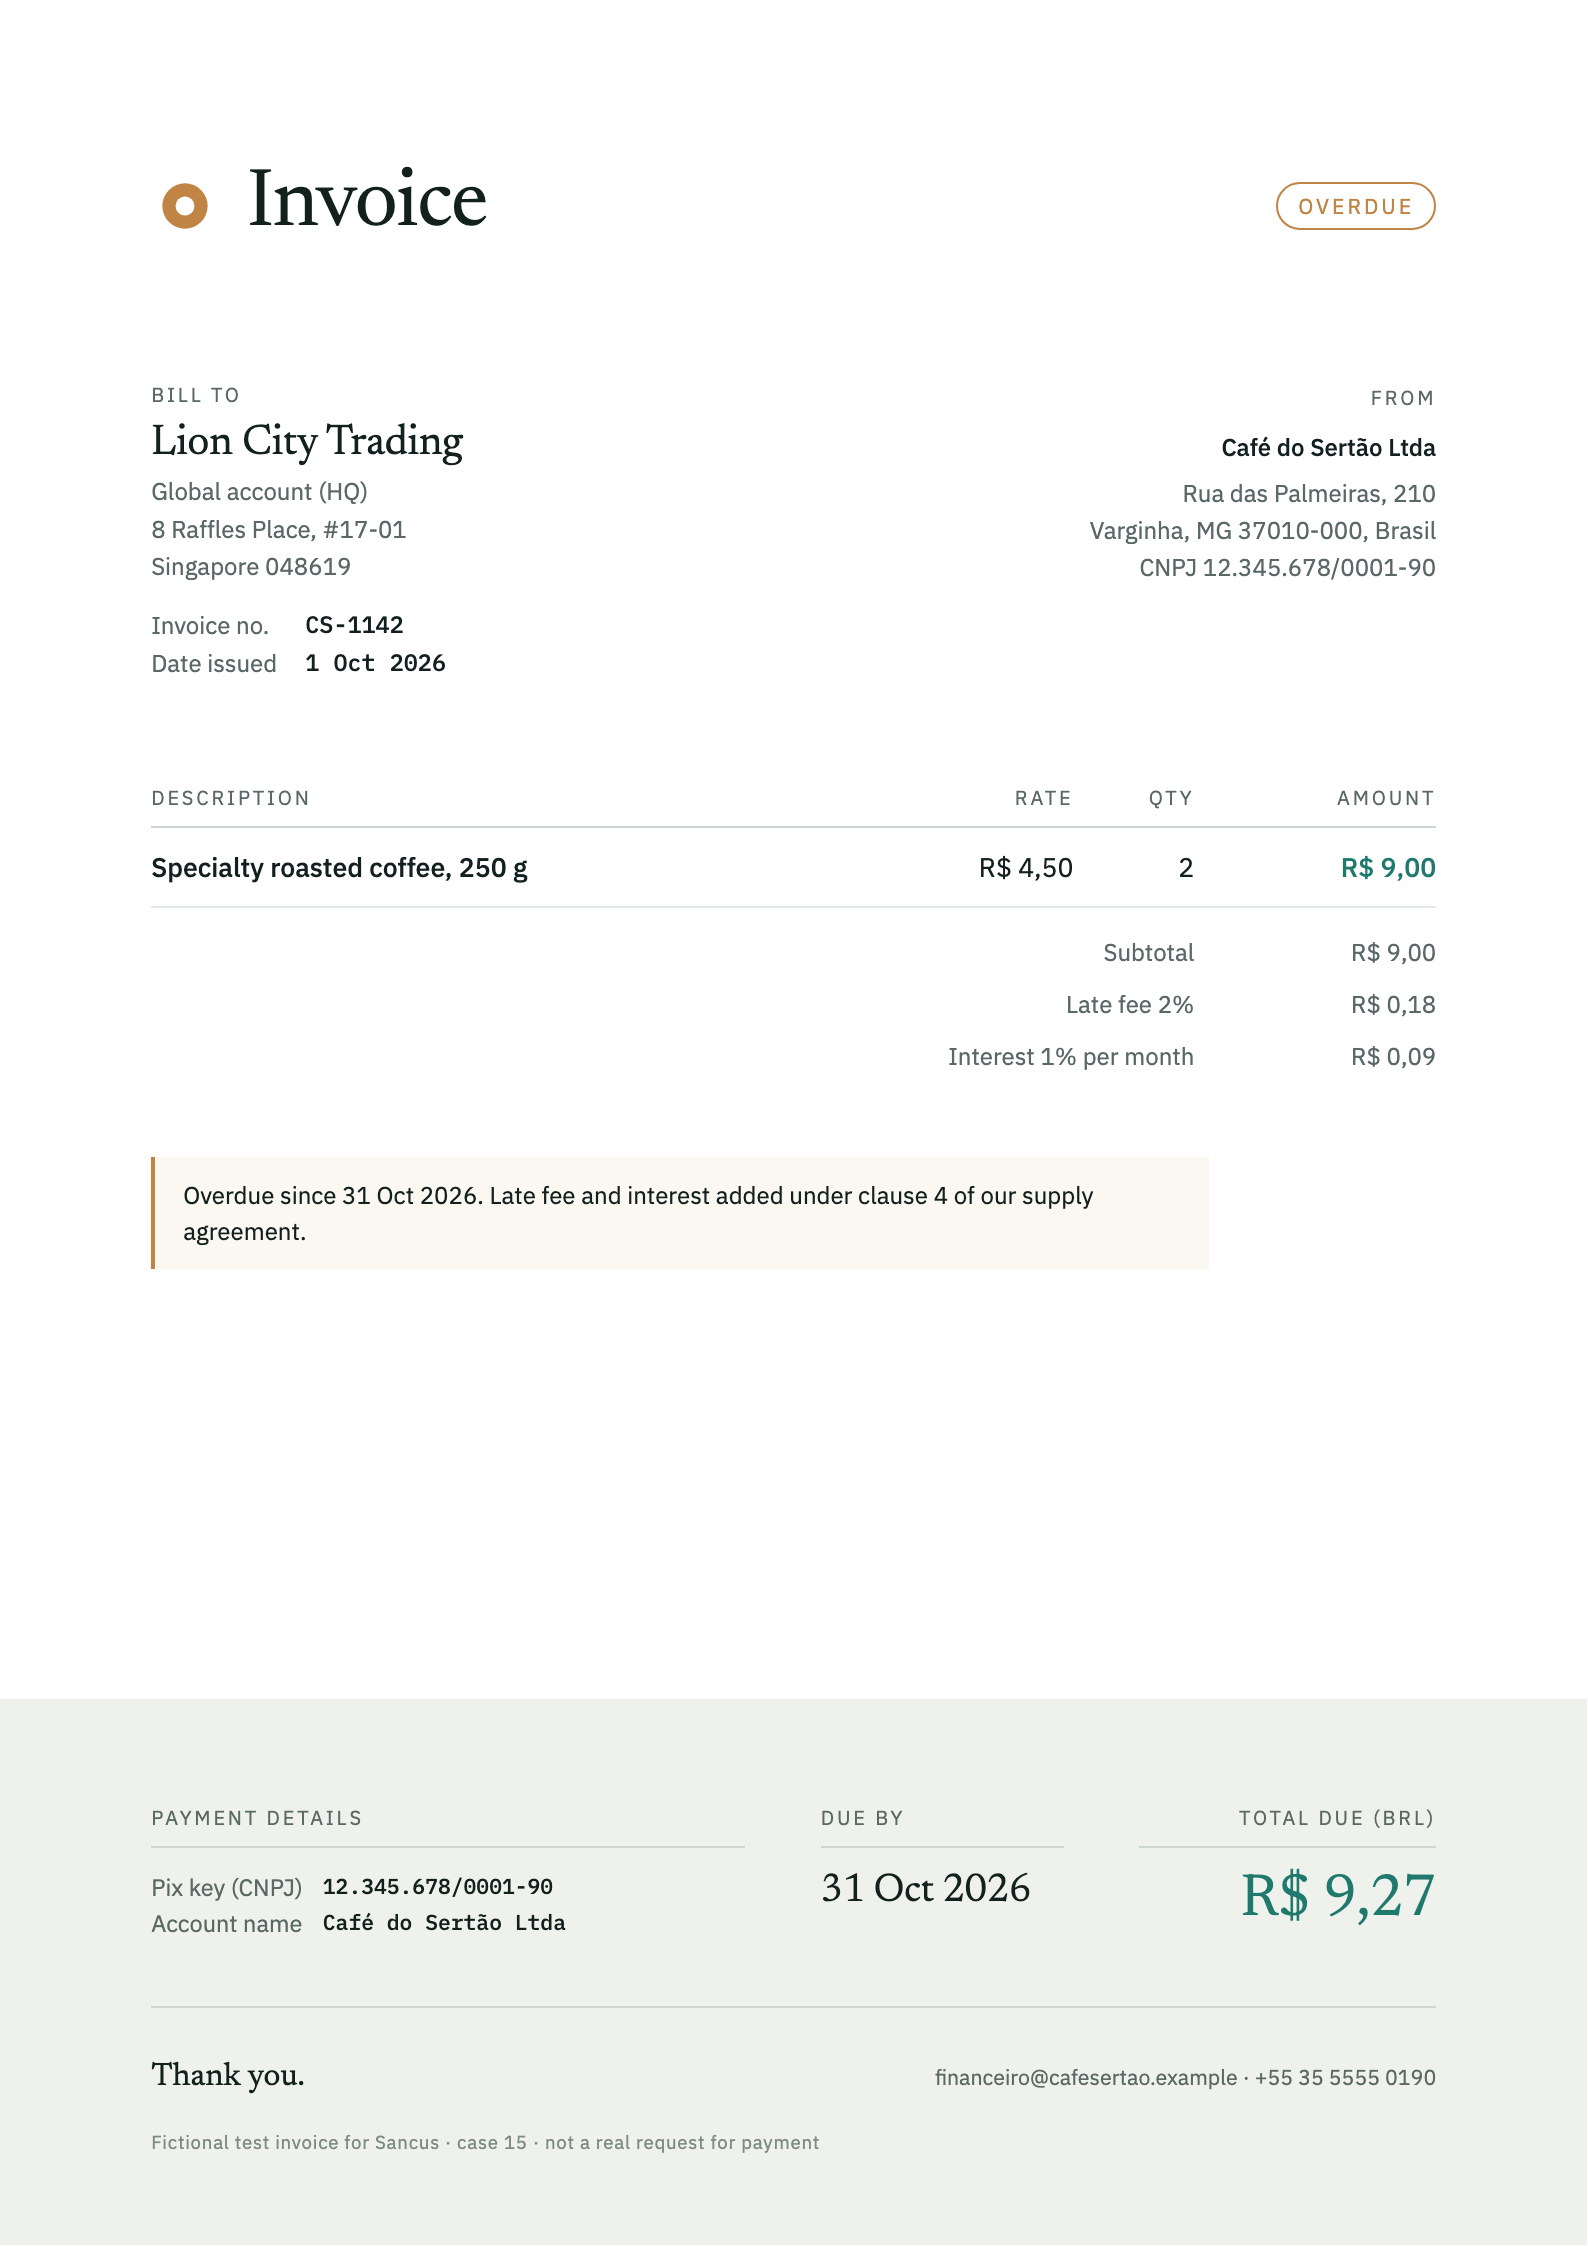 Invoice
OVERDUE
BILL TO
Lion City Trading
Global account (HQ)
8 Raffles Place, #17-01
Singapore 048619
Invoice no. CS-1142
Date issued 1 Oct 2026
FROM
Café do Sertão Ltda
Rua das Palmeiras, 210
Varginha, MG 37010-000, Brasil
CNPJ 12.345.678/0001-90
DESCRIPTION RATE QTY AMOUNT
Specialty roasted coffee, 250 g R$ 4,50 2 R$ 9,00
Subtotal R$ 9,00
Late fee 2% R$ 0,18
Interest 1% per month R$ 0,09
Overdue since 31 Oct 2026. Late fee and interest added under clause 4 of our supply
agreement.
PAYMENT DETAILS
Pix key (CNPJ) 12.345.678/0001-90
Account name Café do Sertão Ltda
DUE BY
31 Oct 2026
TOTAL DUE (BRL)
R$ 9,27
Thank you.
financeiro@cafesertao.example · +55 35 5555 0190
Fictional test invoice for Sancus · case 15 · not a real request for payment